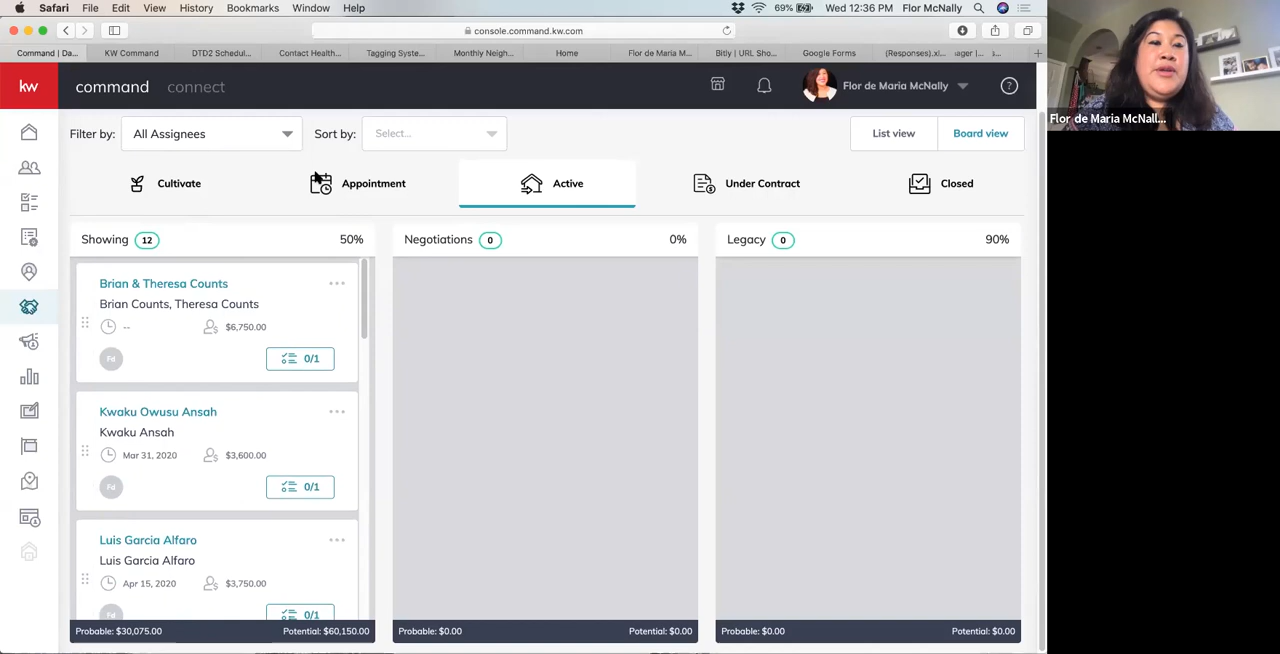 Safari File Edit View History Bookmarks Window Help 69% Wed 12:36 PM Flor McNally
console.command.kw.com
Command | Da... KW Command DTD2 Schedul... Contact Health... Tagging Syste... Monthly Neigh... Home Flor de Maria M... Bitly | URL Sho... Google Forms (Responses).xl... ager | :...
kw command connect Flor de Maria McNally ?
Flor de Maria McNall...
Filter by: All Assignees Sort by: Select... List view Board view
Cultivate Appointment Active Under Contract Closed
Showing 12 50% Negotiations 0 0% Legacy 0 90%
Brian & Theresa Counts
Brian Counts, Theresa Counts
-- $6,750.00
Fd 0/1
Kwaku Owusu Ansah
Kwaku Ansah
Mar 31, 2020 $3,600.00
Fd 0/1
Luis Garcia Alfaro
Luis Garcia Alfaro
Apr 15, 2020 $3,750.00
Fd 0/1
Probable: $30,075.00 Potential: $60,150.00 Probable: $0.00 Potential: $0.00 Probable: $0.00 Potential: $0.00